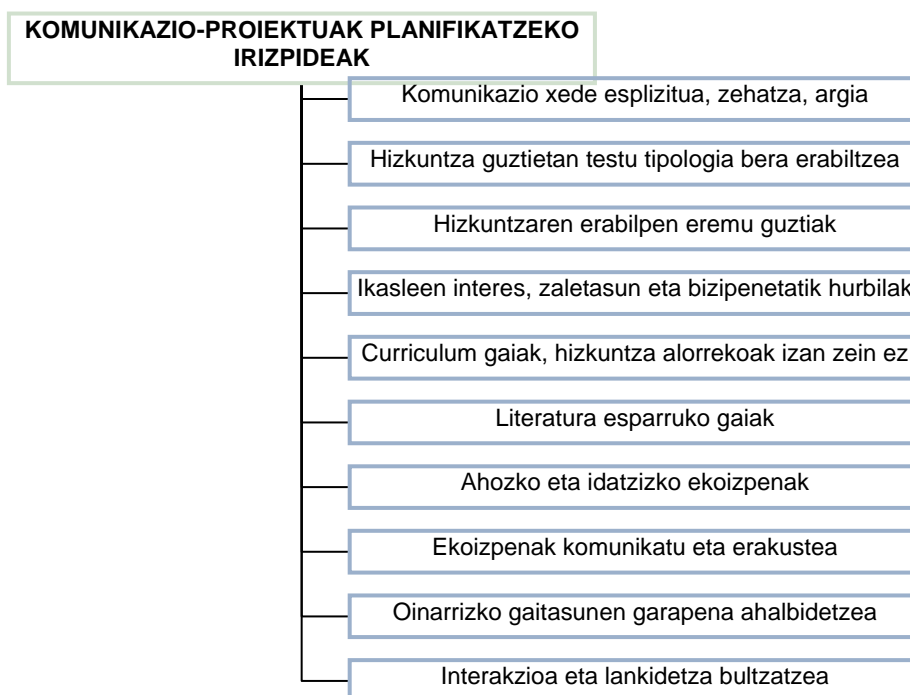 KOMUNIKAZIO-PROIEKTUAK PLANIFIKATZEKO
IRIZPIDEAK
Komunikazio xede esplizitua, zehatza, argia
Hizkuntza guztietan testu tipologia bera erabiltzea
Hizkuntzaren erabilpen eremu guztiak
Ikasleen interes, zaletasun eta bizipenetatik hurbilak
Curriculum gaiak, hizkuntza alorrekoak izan zein ez
Literatura esparruko gaiak
Ahozko eta idatzizko ekoizpenak
Ekoizpenak komunikatu eta erakustea
Oinarrizko gaitasunen garapena ahalbidetzea
Interakzioa eta lankidetza bultzatzea